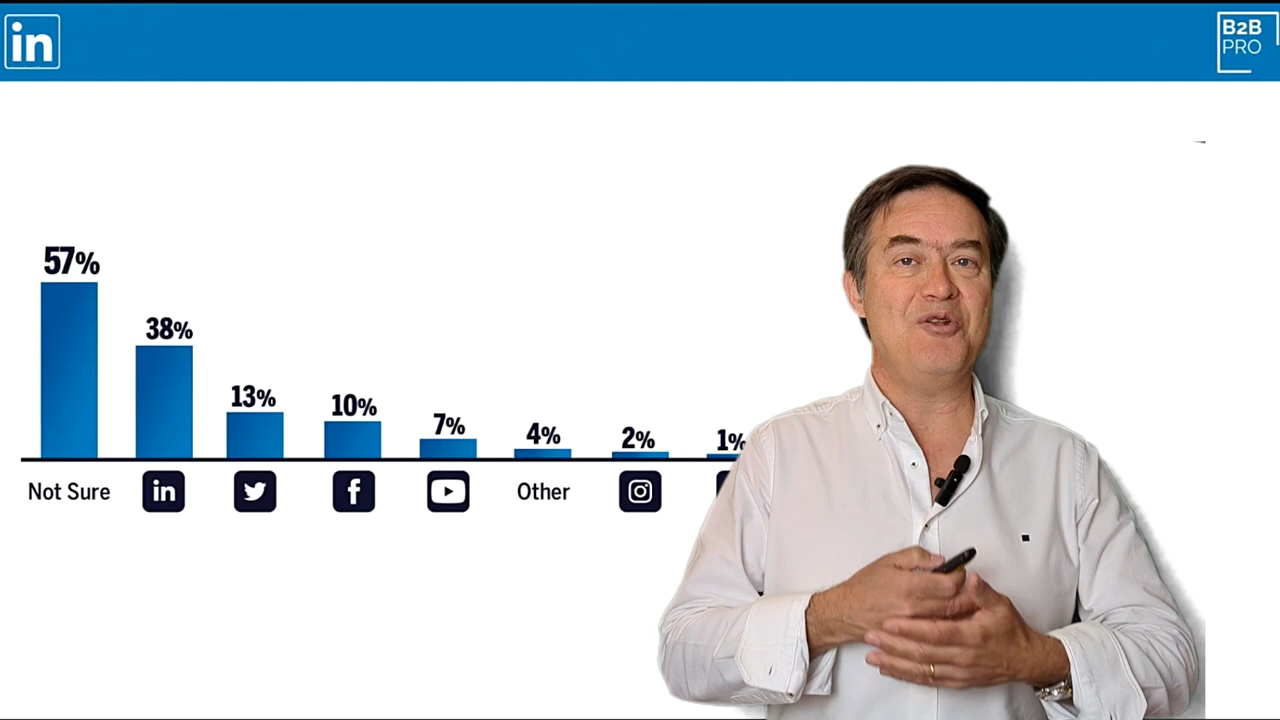 in
B2B
PRO
57%
38%
13%
10%
7%
4%
2%
1%
Not Sure
in
f
Other